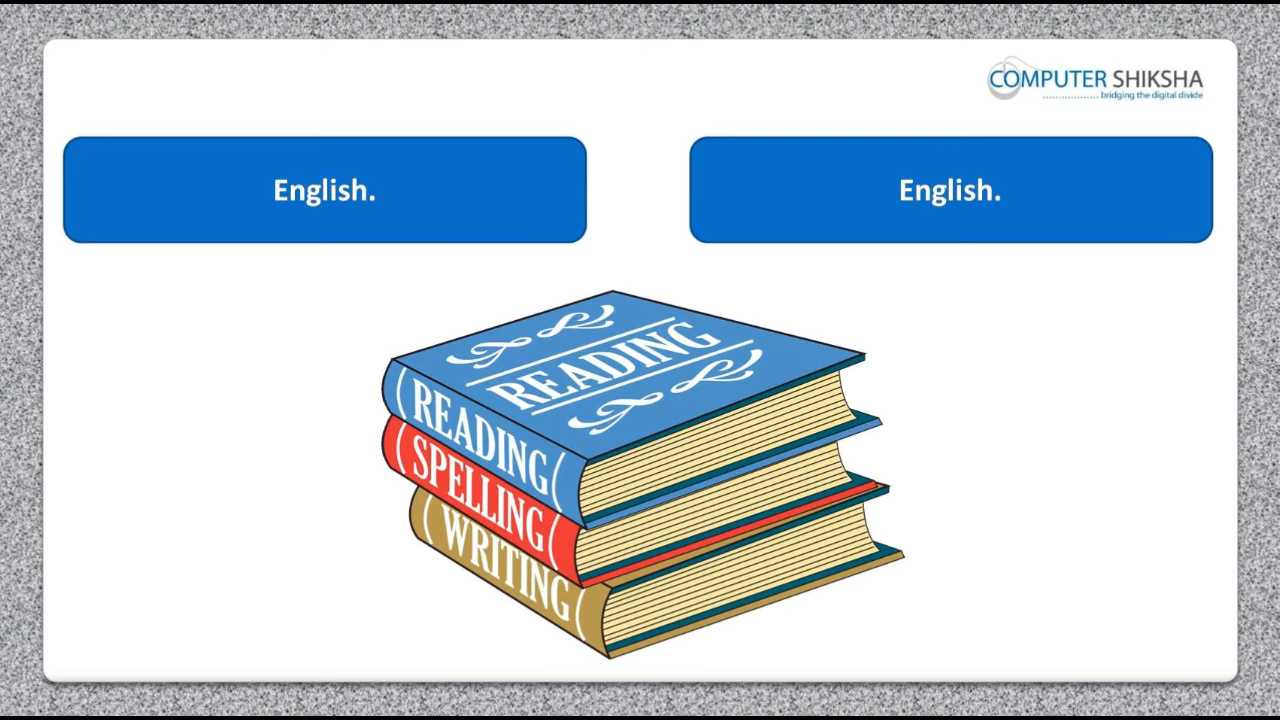 COMPUTER SHIKSHA
bridging the digital divide
English.
English.
READING
READING
SPELLING
WRITING